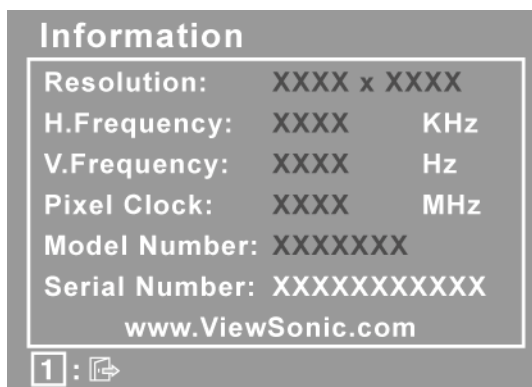 Information
Resolution: XXXX x XXXX
H.Frequency: XXXX KHz
V.Frequency: XXXX Hz
Pixel Clock: XXXX MHz
Model Number: XXXXXXX
Serial Number: XXXXXXXXXXX
www.ViewSonic.com
1 :